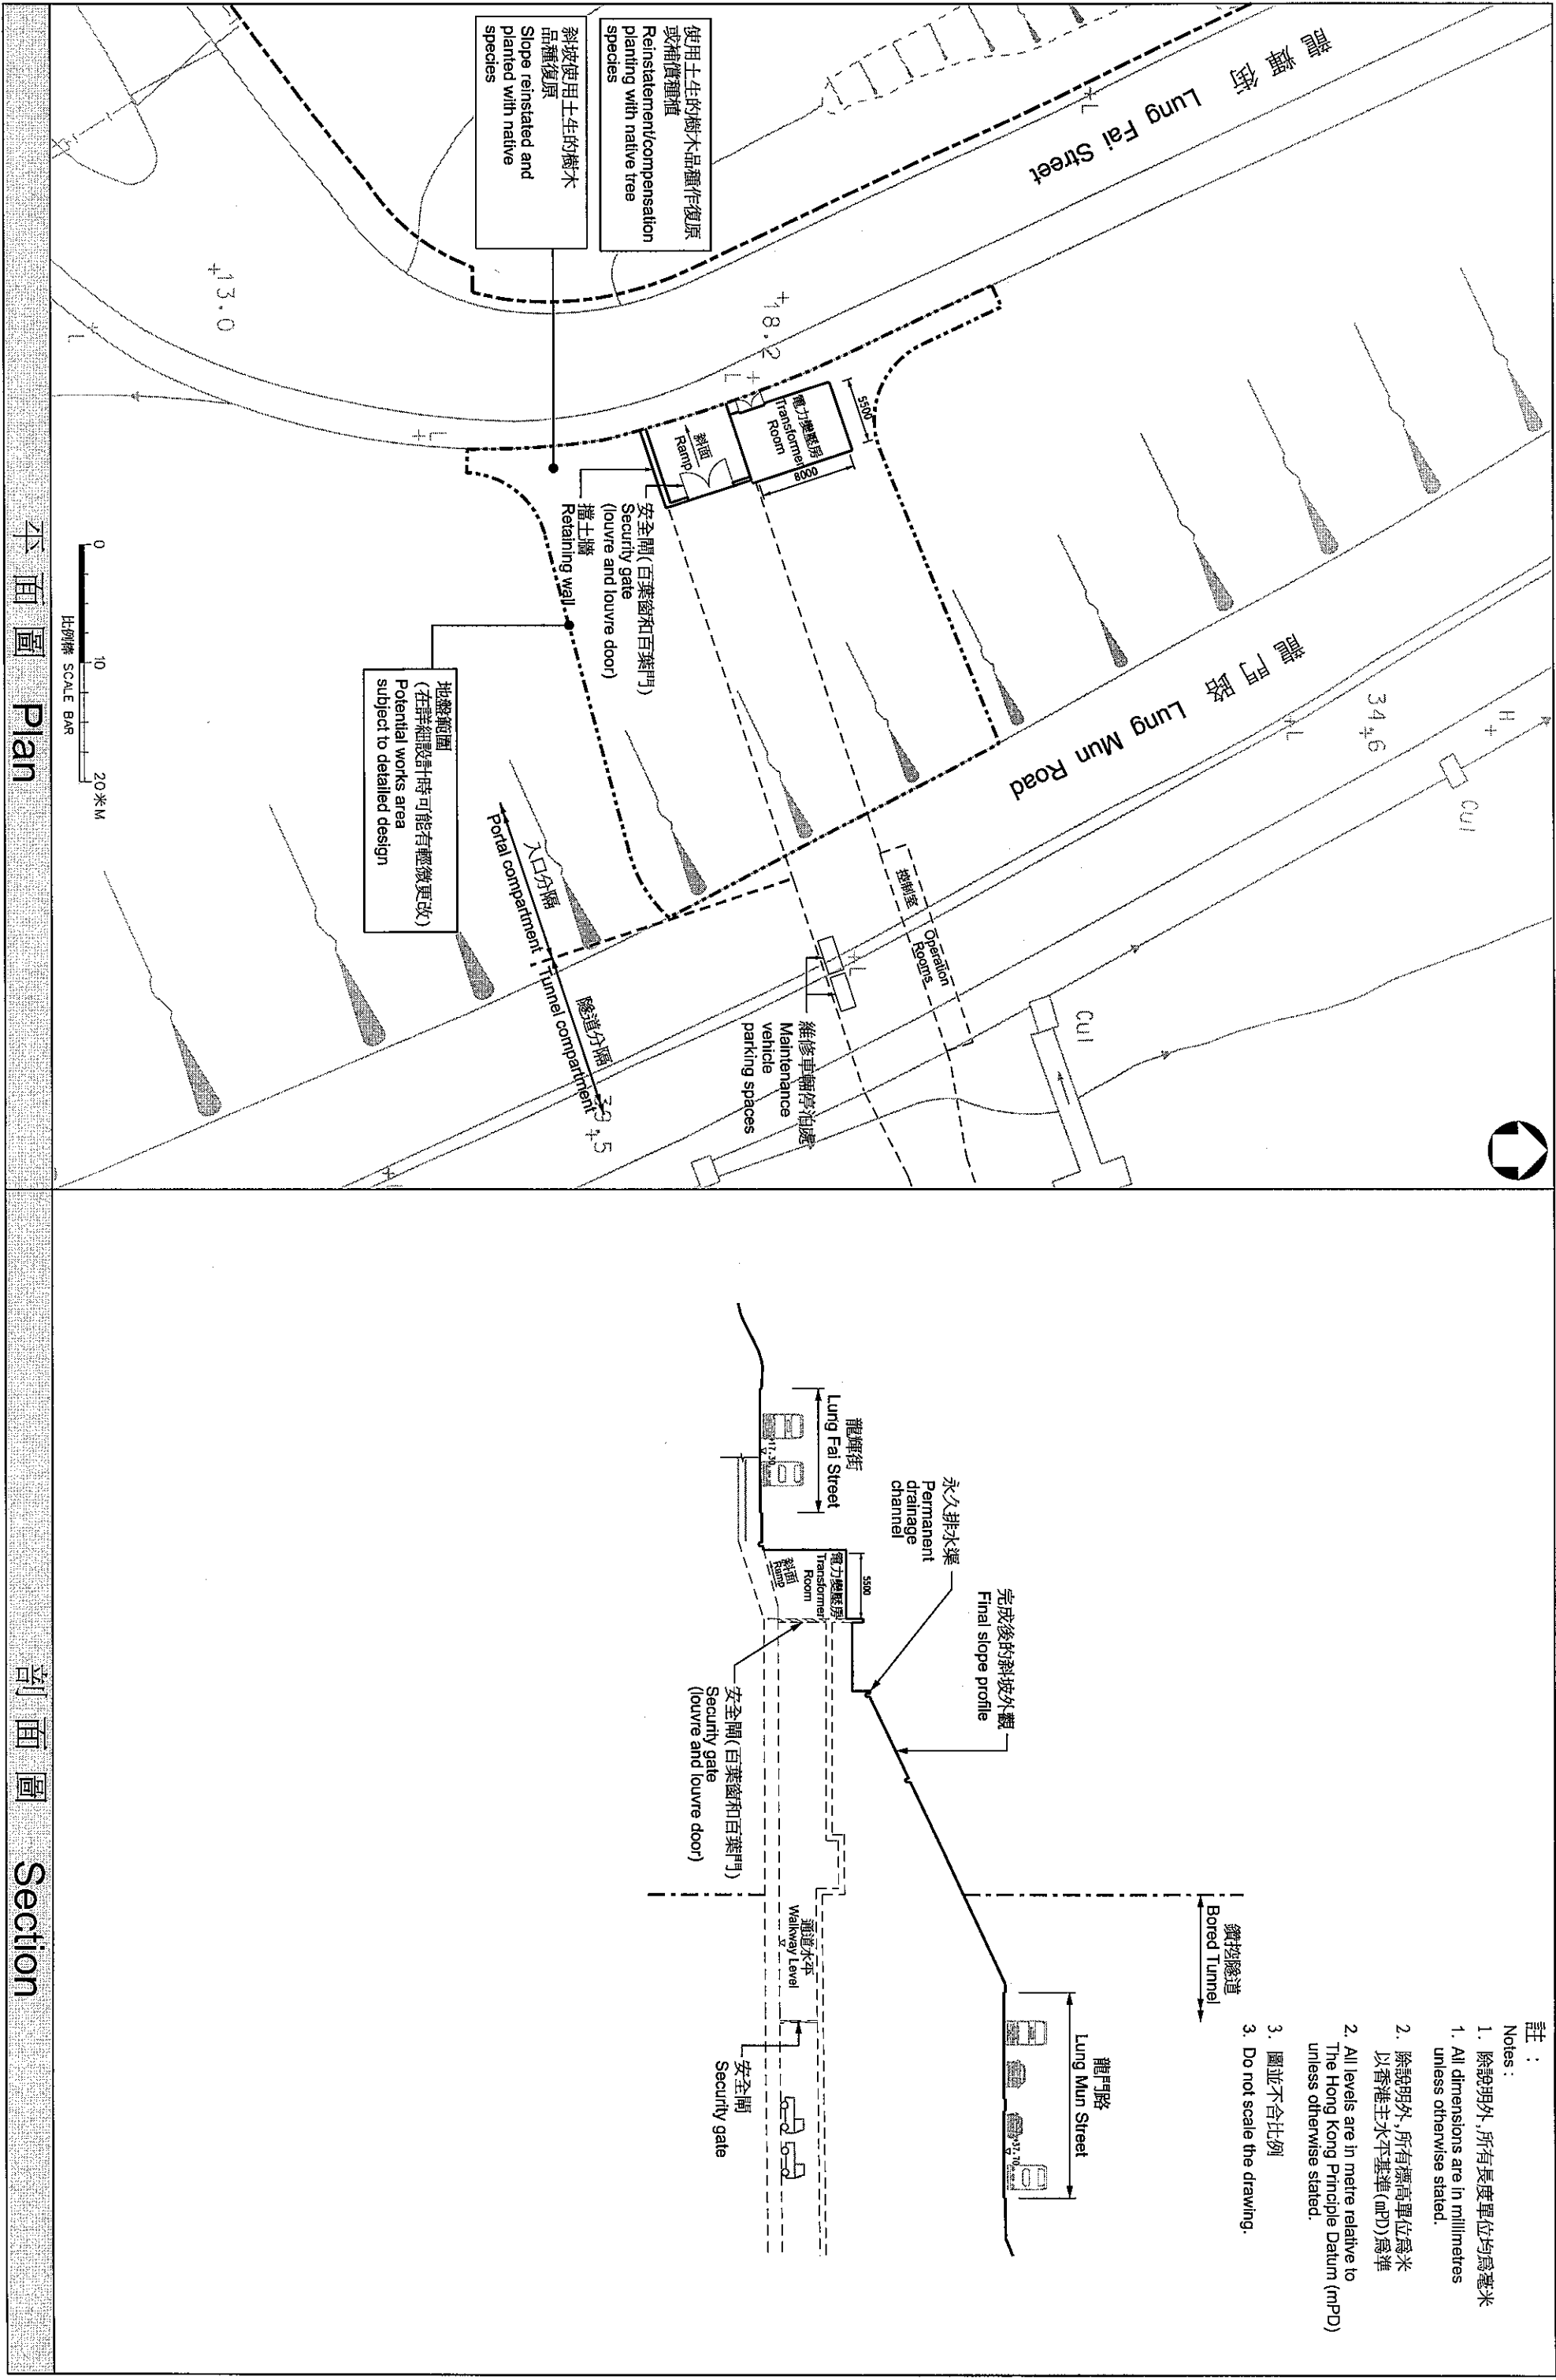 龍輝街 Lung Fai Street
使用土生的樹木品種作復原
或補償種植
Reinstatement/compensation
planting with native tree
species
斜坡使用土生的樹木
品種復原
Slope reinstated and
planted with native
species
+L
+18.2
+L
+13.0
+L
+L
5500
電力變壓房
Transformer
Room
8000
斜面
Ramp
安全閘(百葉窗和百葉門)
Security gate
(louvre and louvre door)
擋土牆
Retaining wall
龍門路 Lung Mun Road
34.6
+
H
+
+L
Cul
地盤範圍
(在詳細設計時可能有輕微更改)
Potential works area
subject to detailed design
入口分隔
Portal compartment
隧道分隔
Tunnel compartment
控制室
Operation
Rooms
+L
Cul
維修車輛停泊處
Maintenance
vehicle
parking spaces
39.5
+
0 10 20米M
比例條 SCALE BAR
平面圖 Plan
註：
Notes :
1. 除說明外,所有長度單位均為毫米
1. All dimensions are in millimetres
unless otherwise stated.
2. 除說明外,所有標高單位為米
以香港主水平基準(mPD)為準
2. All levels are in metre relative to
The Hong Kong Principle Datum (mPD)
unless otherwise stated.
3. 圖並不合比例
3. Do not scale the drawing.
鑽挖隧道
Bored Tunnel
龍門路
Lung Mun Street
+37.70
完成後的斜坡外觀
Final slope profile
永久排水渠
Permanent
drainage
channel
龍輝街
Lung Fai Street
+17.30
5500
電力變壓房
Transformer
Room
斜面
Ramp
通道水平
Walkway Level
安全閘(百葉窗和百葉門)
Security gate
(louvre and louvre door)
安全閘
Security gate
剖面圖 Section